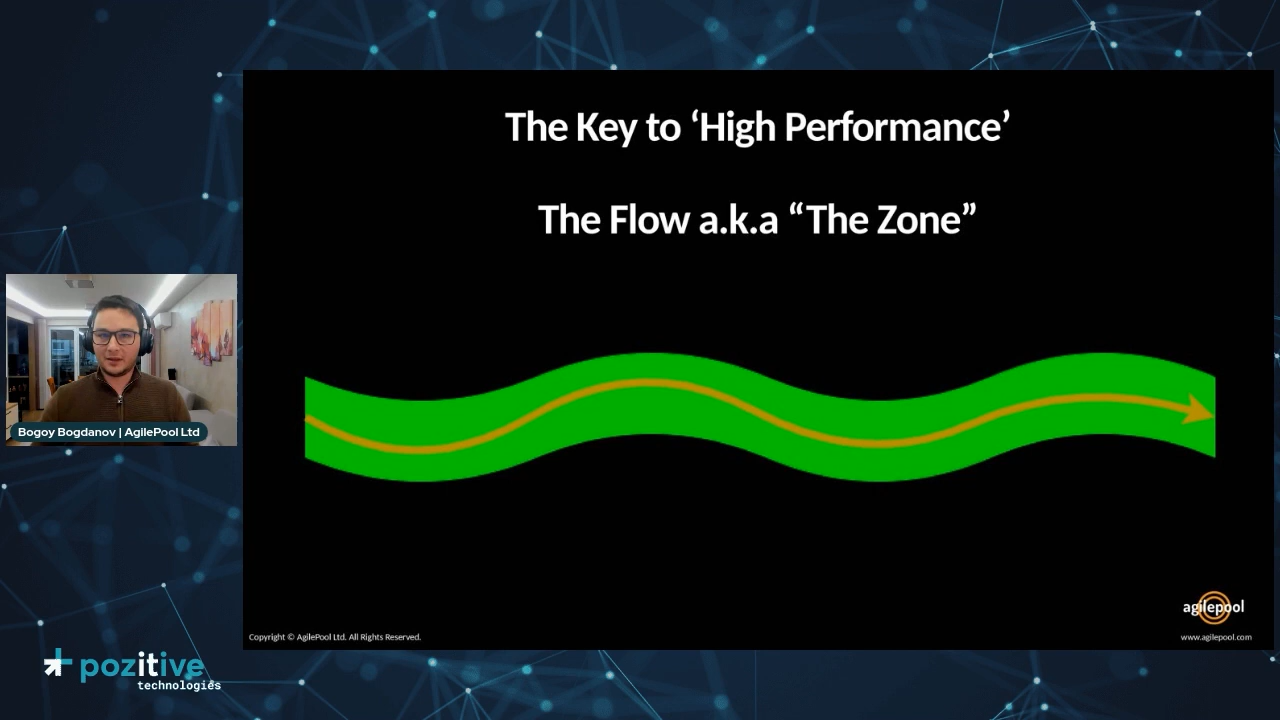 The Key to ‘High Performance’
The Flow a.k.a “The Zone”
Bogoy Bogdanov | AgilePool Ltd
agilepool
Copyright © AgilePool Ltd. All Rights Reserved.
www.agilepool.com
pozitive
technologies